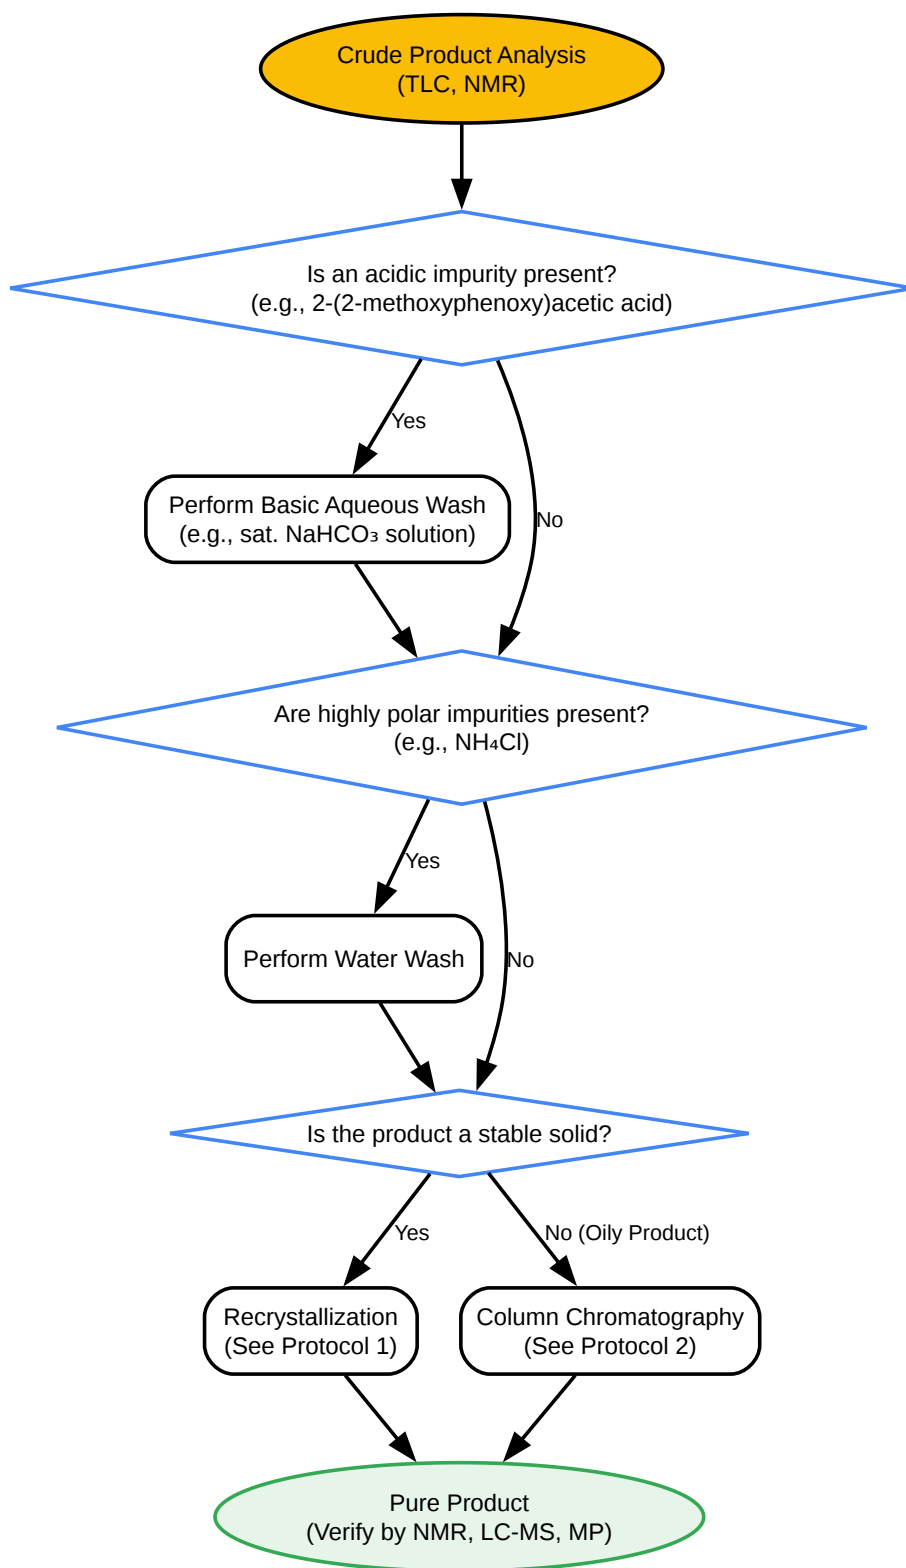 Crude Product Analysis
(TLC, NMR)
Is an acidic impurity present?
(e.g., 2-(2-methoxyphenoxy)acetic acid)
Yes
Perform Basic Aqueous Wash
(e.g., sat. NaHCO₃ solution)
No
Are highly polar impurities present?
(e.g., NH₄Cl)
Yes
Perform Water Wash
No
Is the product a stable solid?
Yes
No (Oily Product)
Recrystallization
(See Protocol 1)
Column Chromatography
(See Protocol 2)
Pure Product
(Verify by NMR, LC-MS, MP)